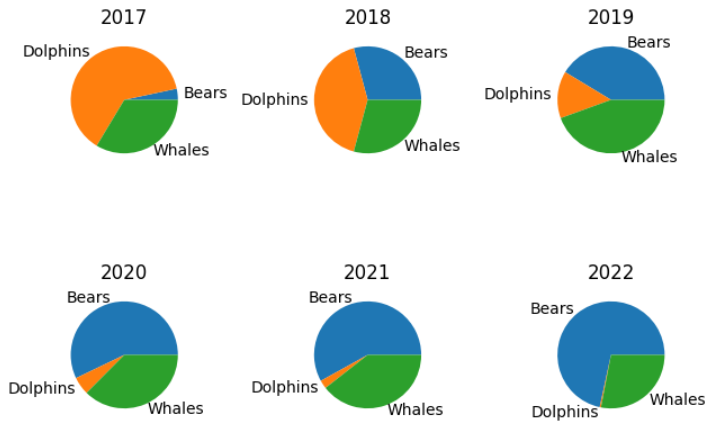 2017
Dolphins
Bears
Whales
2018
Bears
Dolphins
Whales
2019
Bears
Dolphins
Whales
2020
Bears
Dolphins
Whales
2021
Bears
Dolphins
Whales
2022
Bears
Dolphins
Whales